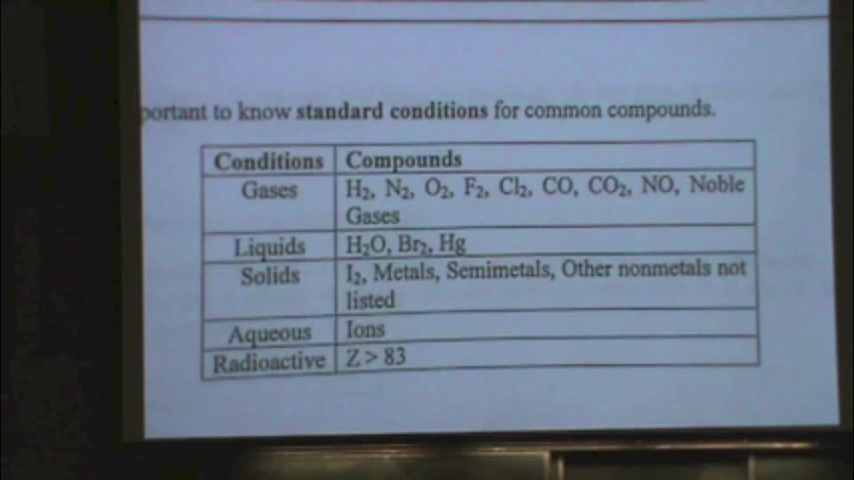 portant to know standard conditions for common compounds.
Conditions Compounds
Gases H₂, N₂, O₂, F₂, Cl₂, CO, CO₂, NO, Noble
Gases
Liquids H₂O, Br₂, Hg
Solids I₂, Metals, Semimetals, Other nonmetals not
listed
Aqueous Ions
Radioactive Z > 83